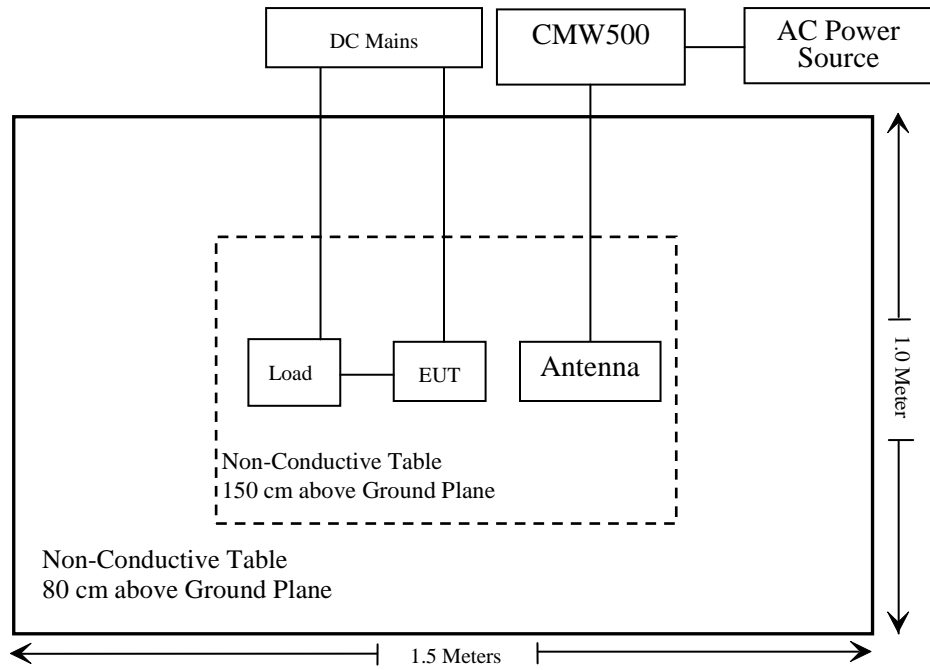 DC Mains
CMW500
AC Power
Source
1.0 Meter
Load
EUT
Antenna
Non-Conductive Table
150 cm above Ground Plane
Non-Conductive Table
80 cm above Ground Plane
1.5 Meters